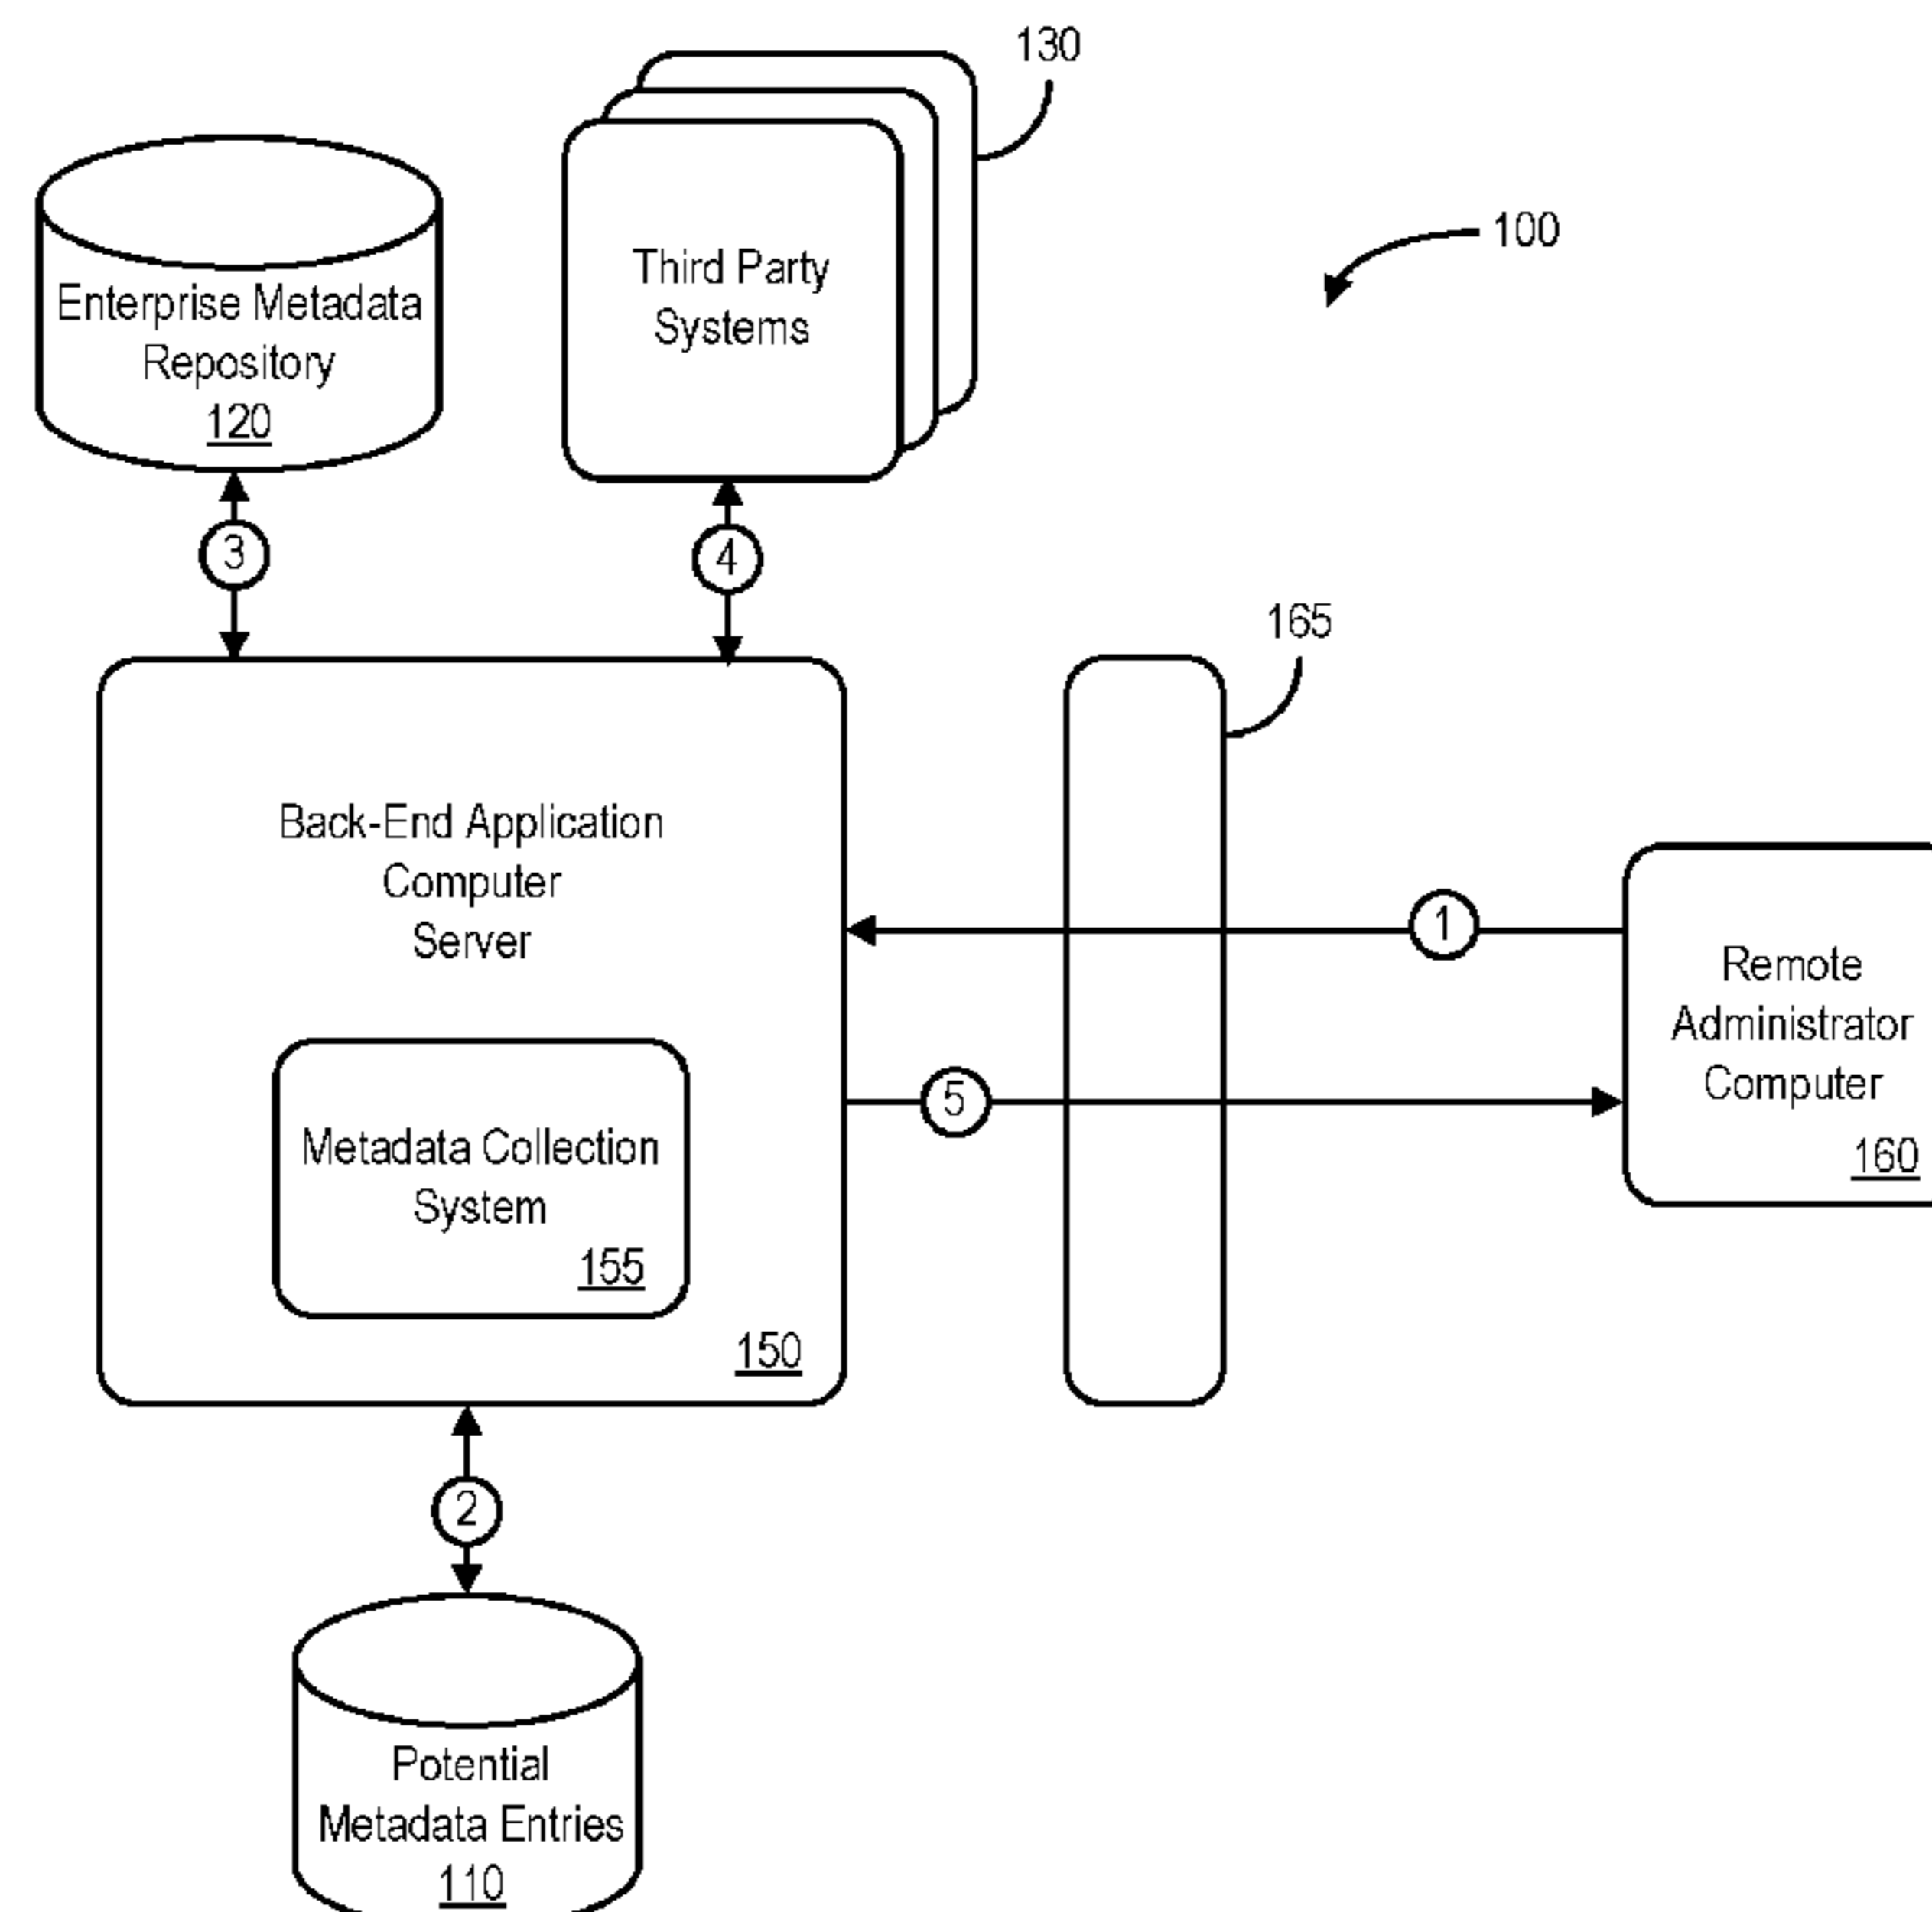 130
100
Enterprise Metadata
Repository
120
Third Party
Systems
3
4
165
Back-End Application
Computer
Server
1
Remote
Administrator
Computer
160
5
Metadata Collection
System
155
150
2
Potential
Metadata Entries
110